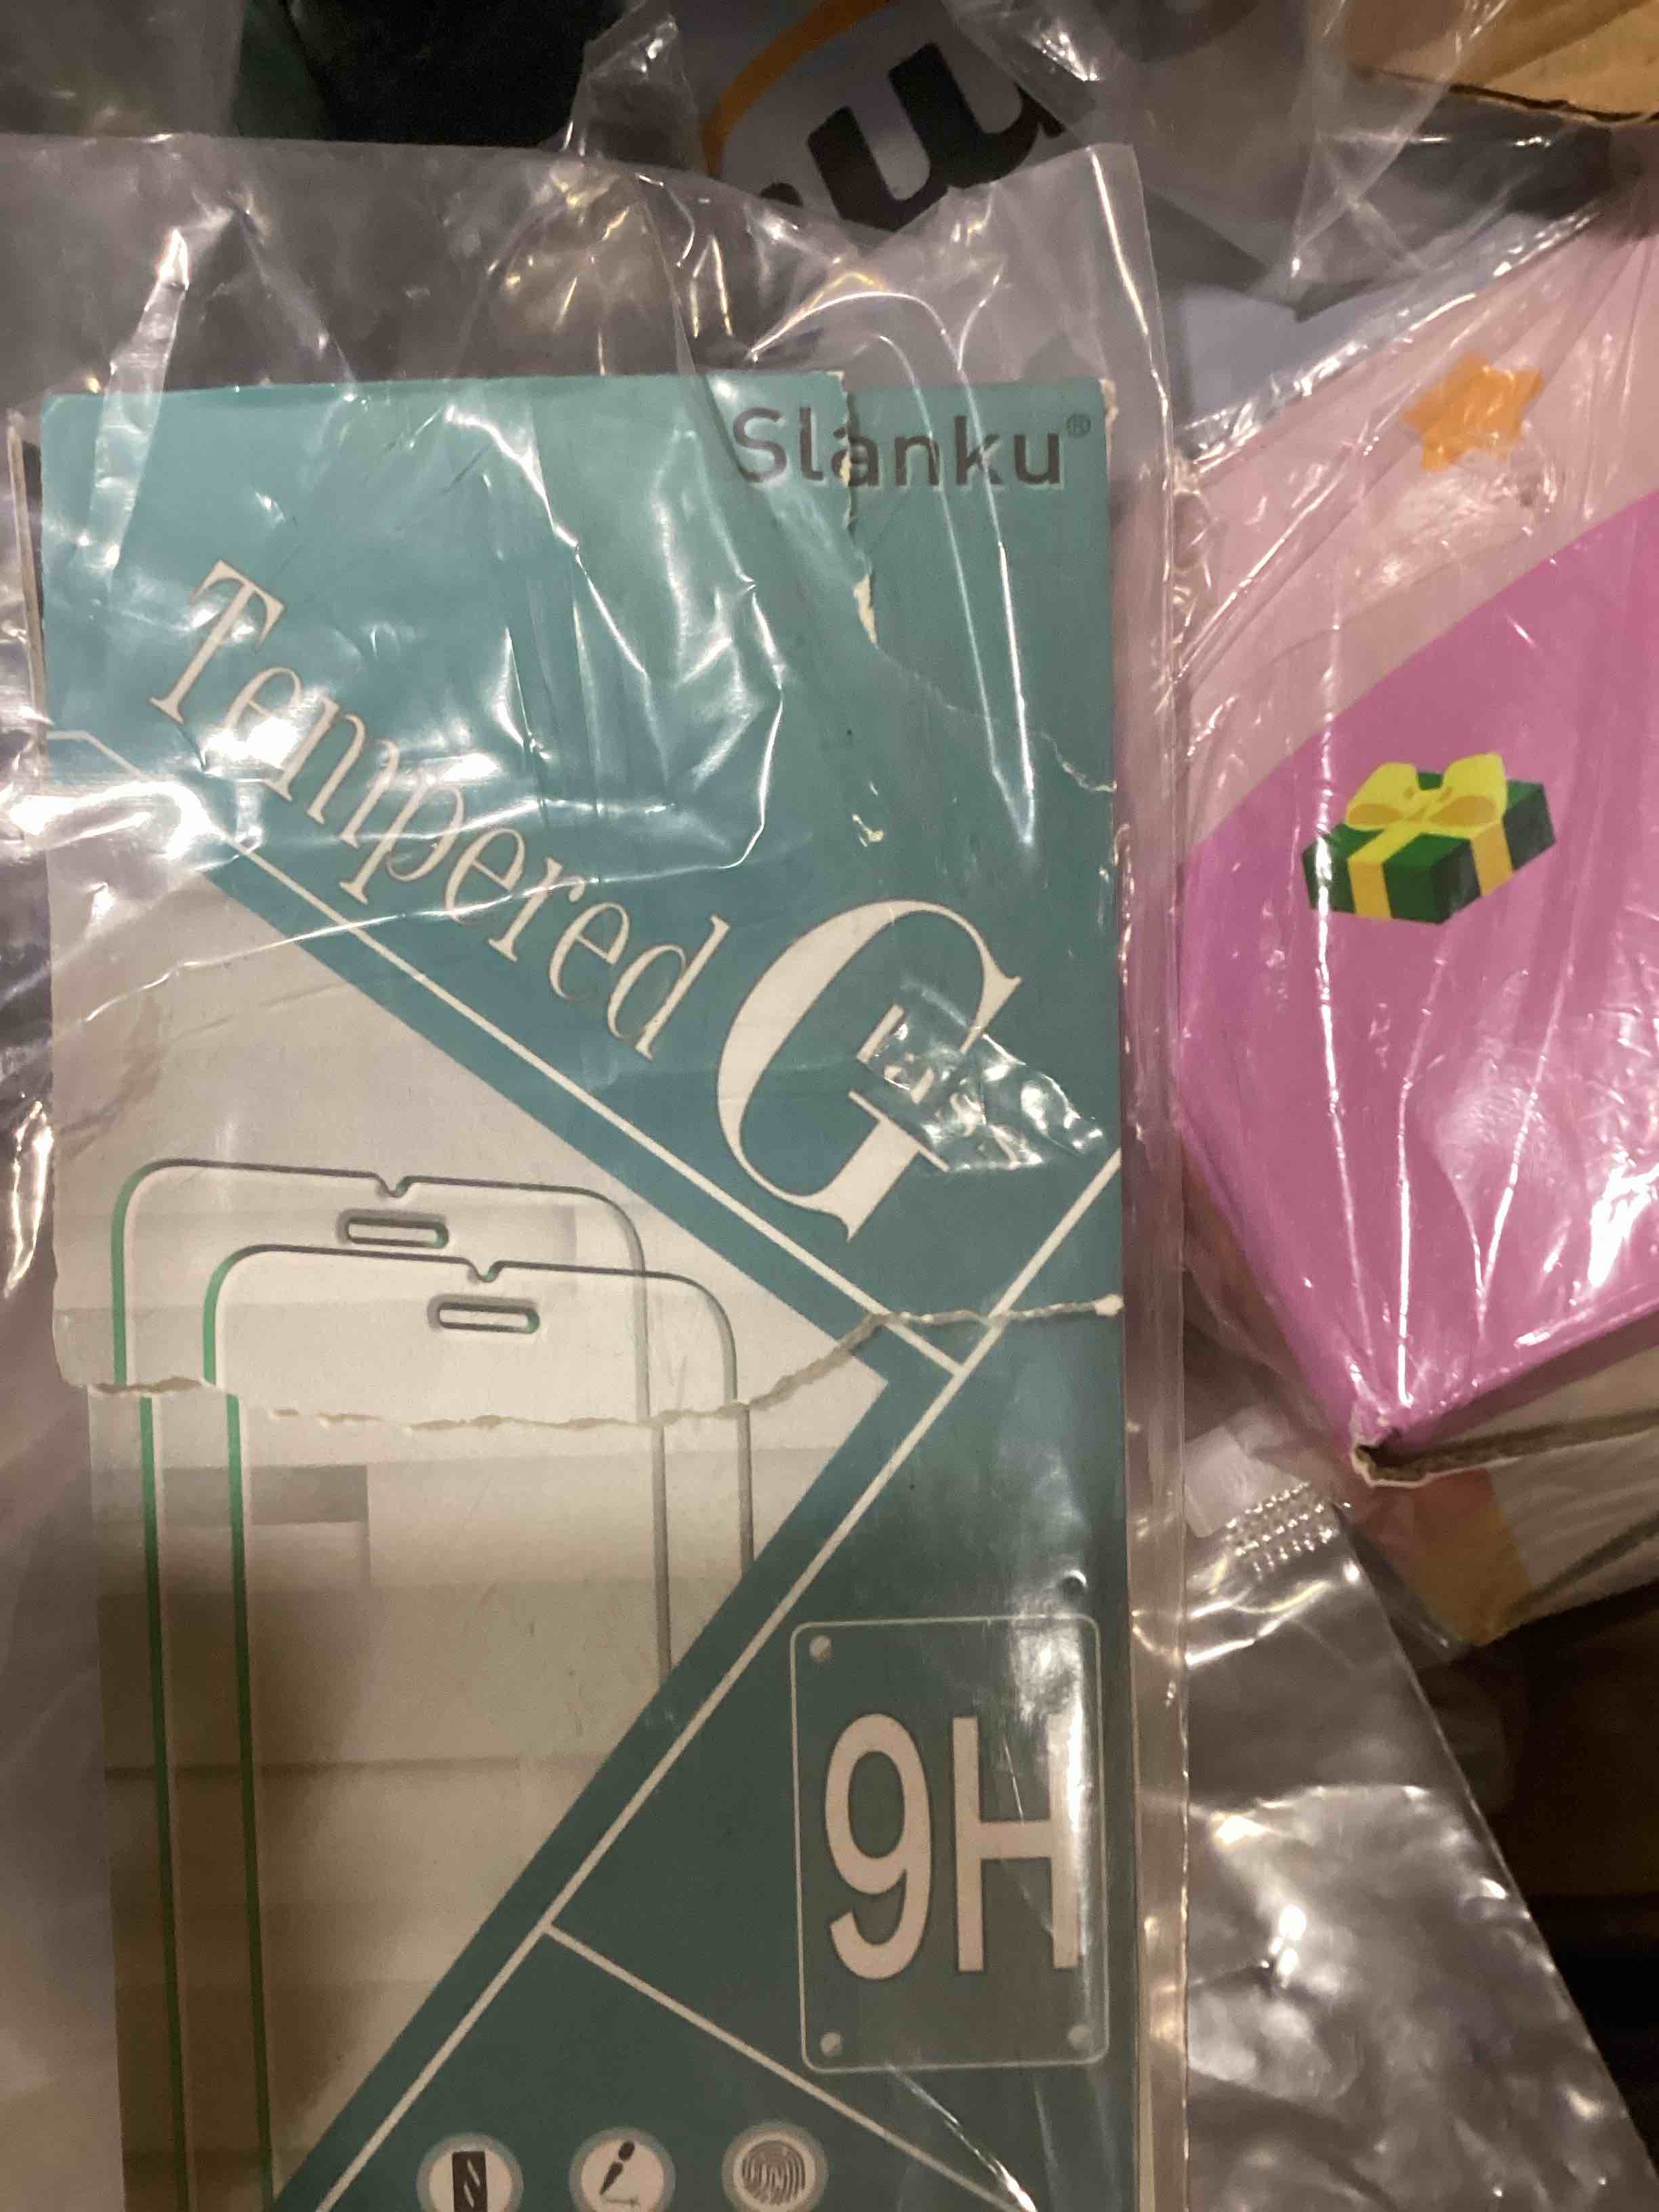 Slanku®
Tempered G
9H